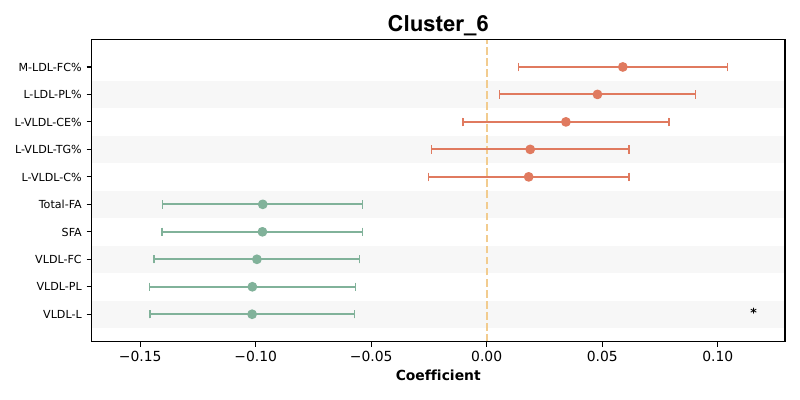 Cluster_6
M-LDL-FC%
L-LDL-PL%
L-VLDL-CE%
L-VLDL-TG%
L-VLDL-C%
Total-FA
SFA
VLDL-FC
VLDL-PL
VLDL-L *
−0.15 −0.10 −0.05 0.00 0.05 0.10
Coefficient